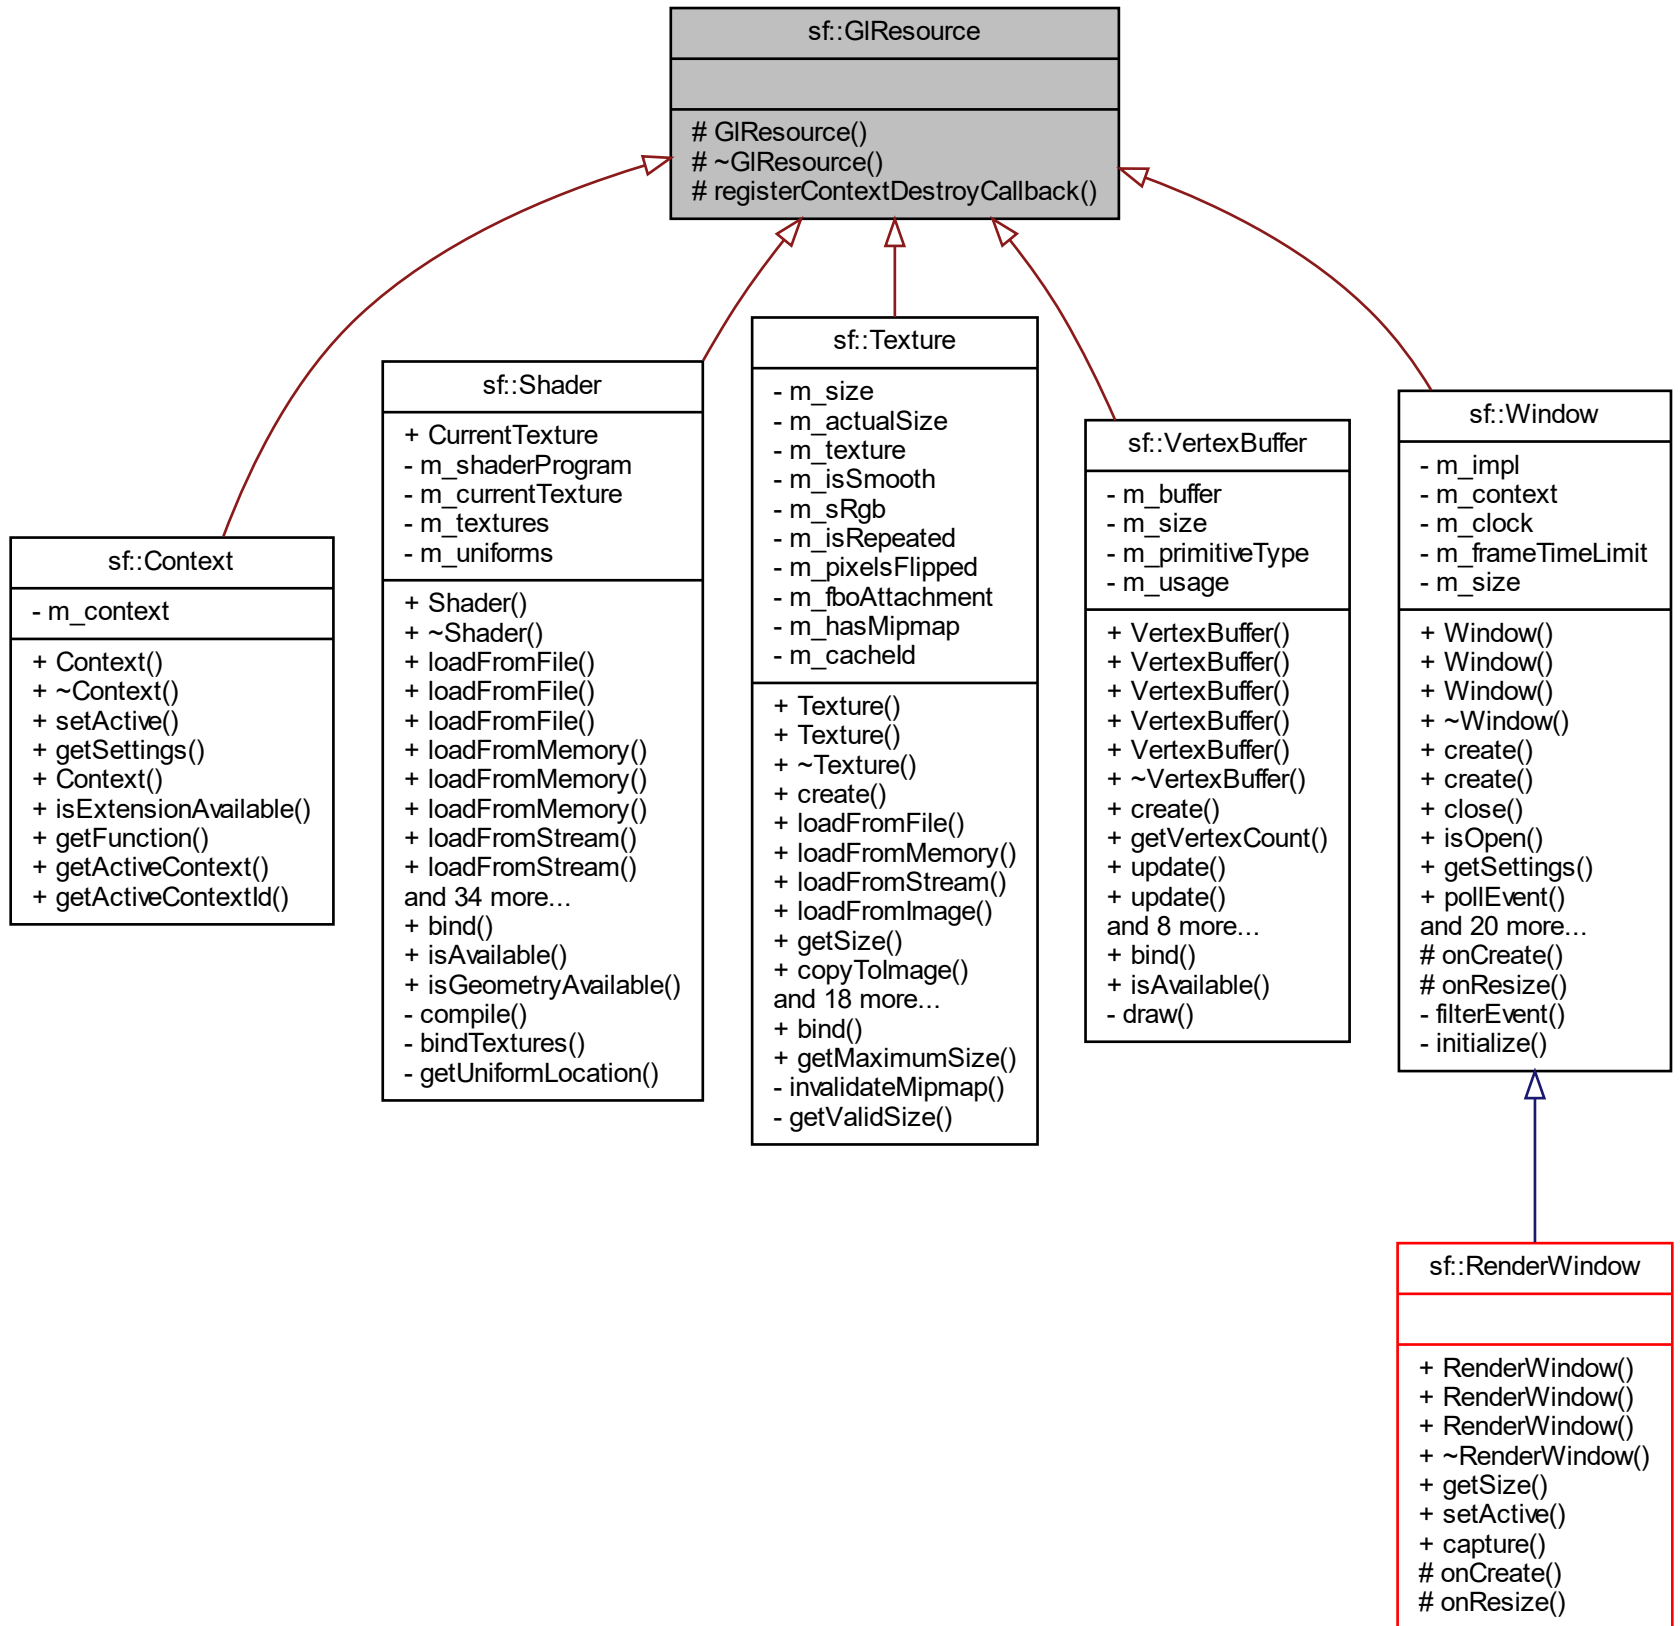 sf::GlResource
# GlResource()
# ~GlResource()
# registerContextDestroyCallback()
sf::Context
- m_context
+ Context()
+ ~Context()
+ setActive()
+ getSettings()
+ Context()
+ isExtensionAvailable()
+ getFunction()
+ getActiveContext()
+ getActiveContextId()
sf::Shader
+ CurrentTexture
- m_shaderProgram
- m_currentTexture
- m_textures
- m_uniforms
+ Shader()
+ ~Shader()
+ loadFromFile()
+ loadFromFile()
+ loadFromFile()
+ loadFromMemory()
+ loadFromMemory()
+ loadFromMemory()
+ loadFromStream()
+ loadFromStream()
and 34 more...
+ bind()
+ isAvailable()
+ isGeometryAvailable()
- compile()
- bindTextures()
- getUniformLocation()
sf::Texture
- m_size
- m_actualSize
- m_texture
- m_isSmooth
- m_sRgb
- m_isRepeated
- m_pixelsFlipped
- m_fboAttachment
- m_hasMipmap
- m_cacheId
+ Texture()
+ Texture()
+ ~Texture()
+ create()
+ loadFromFile()
+ loadFromMemory()
+ loadFromStream()
+ loadFromImage()
+ getSize()
+ copyToImage()
and 18 more...
+ bind()
+ getMaximumSize()
- invalidateMipmap()
- getValidSize()
sf::VertexBuffer
- m_buffer
- m_size
- m_primitiveType
- m_usage
+ VertexBuffer()
+ VertexBuffer()
+ VertexBuffer()
+ VertexBuffer()
+ VertexBuffer()
+ ~VertexBuffer()
+ create()
+ getVertexCount()
+ update()
+ update()
and 8 more...
+ bind()
+ isAvailable()
- draw()
sf::Window
- m_impl
- m_context
- m_clock
- m_frameTimeLimit
- m_size
+ Window()
+ Window()
+ Window()
+ ~Window()
+ create()
+ create()
+ close()
+ isOpen()
+ getSettings()
+ pollEvent()
and 20 more...
# onCreate()
# onResize()
- filterEvent()
- initialize()
sf::RenderWindow
+ RenderWindow()
+ RenderWindow()
+ RenderWindow()
+ ~RenderWindow()
+ getSize()
+ setActive()
+ capture()
# onCreate()
# onResize()